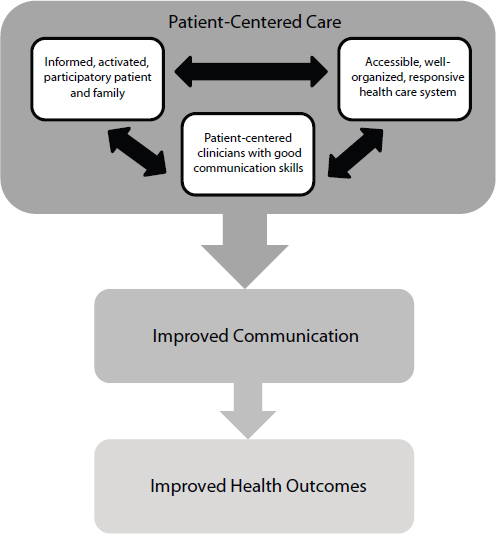 Patient-Centered Care
Informed, activated,
participatory patient
and family
Accessible, well-
organized, responsive
health care system
Patient-centered
clinicians with good
communication skills
Improved Communication
Improved Health Outcomes